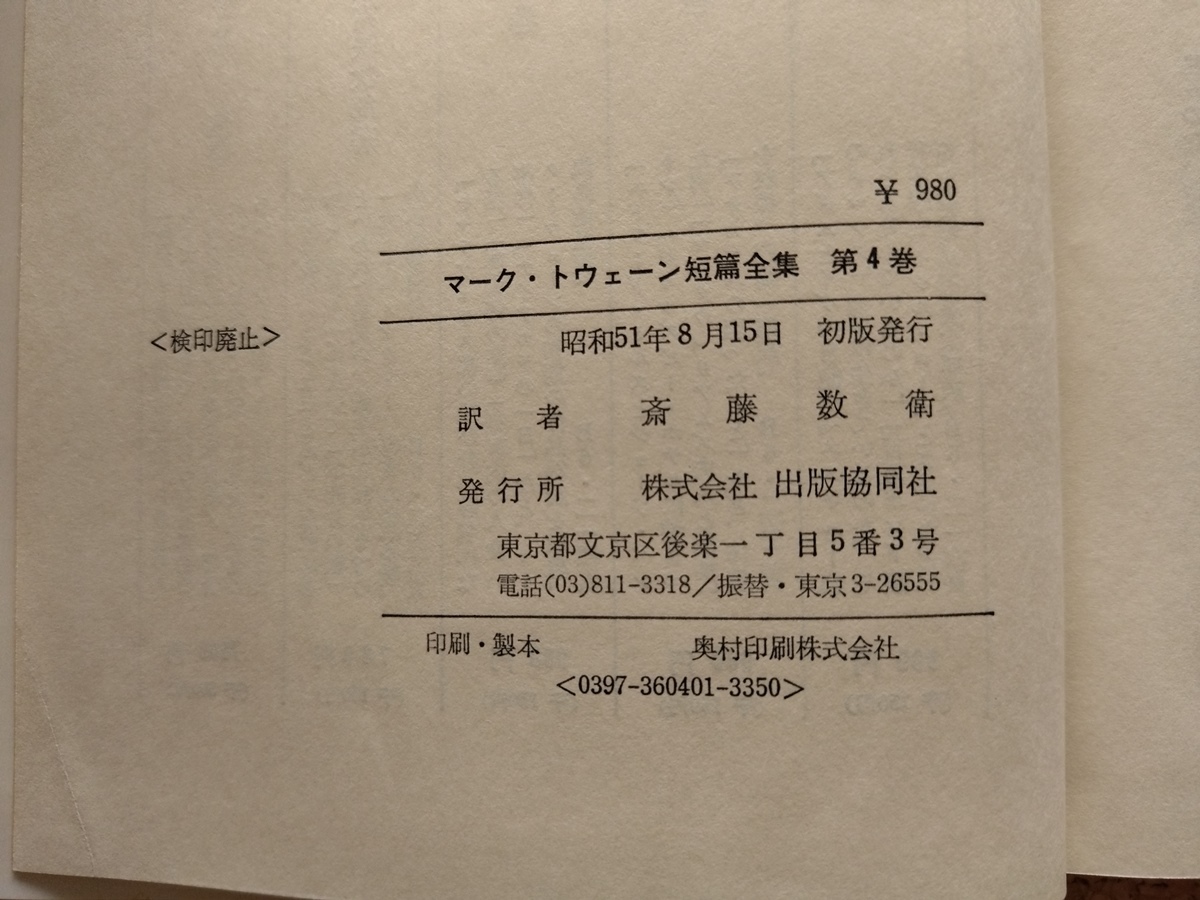 ¥ 980
マーク・トウェーン短篇全集 第4巻
<検印廃止>
昭和51年8月15日 初版発行
訳者 斎藤数衛
発行所 株式会社 出版協同社
東京都文京区後楽一丁目5番3号
電話(03)811-3318/振替・東京3-26555
印刷・製本 奥村印刷株式会社
<0397-360401-3350>